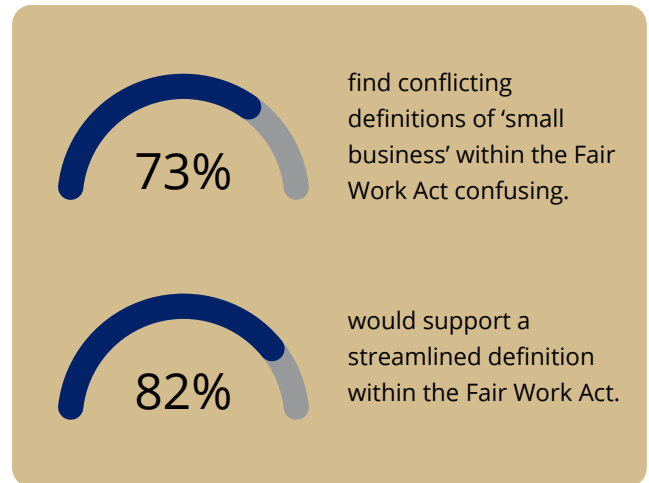 73%
find conflicting
definitions of ‘small
business’ within the Fair
Work Act confusing.
82%
would support a
streamlined definition
within the Fair Work Act.